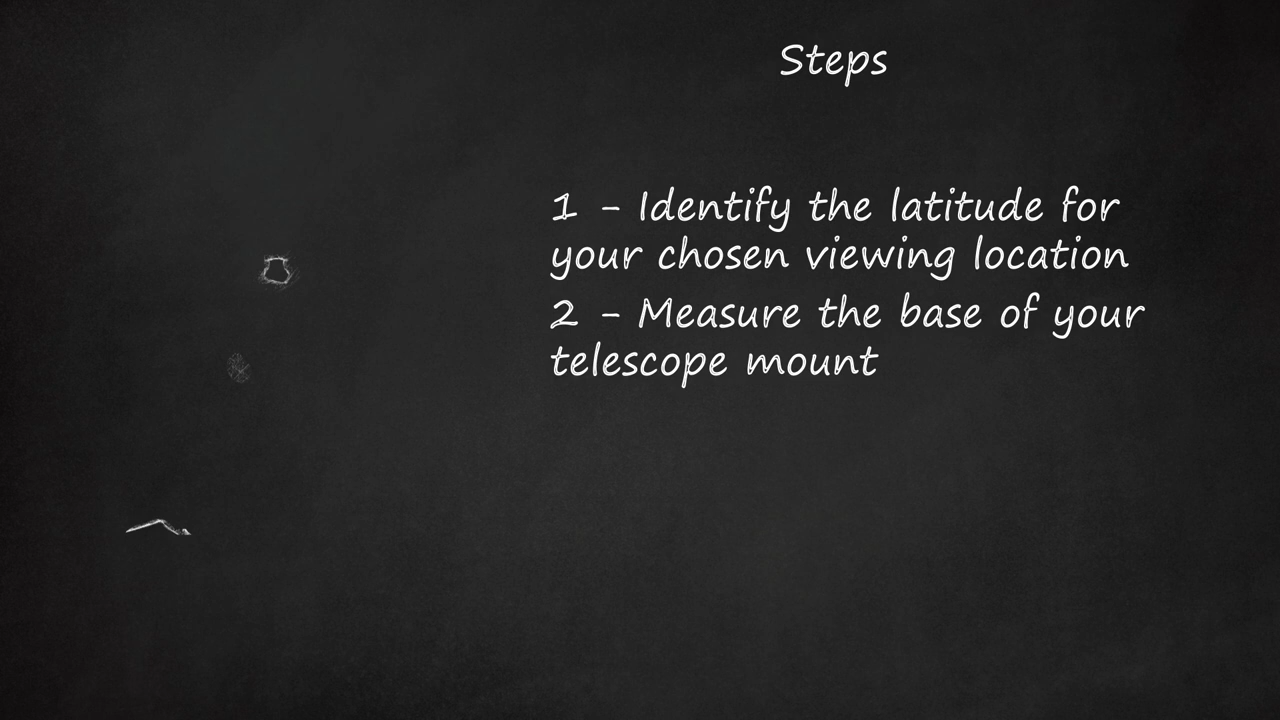 Steps
1 - Identify the latitude for
your chosen viewing location
2 - Measure the base of your
telescope mount